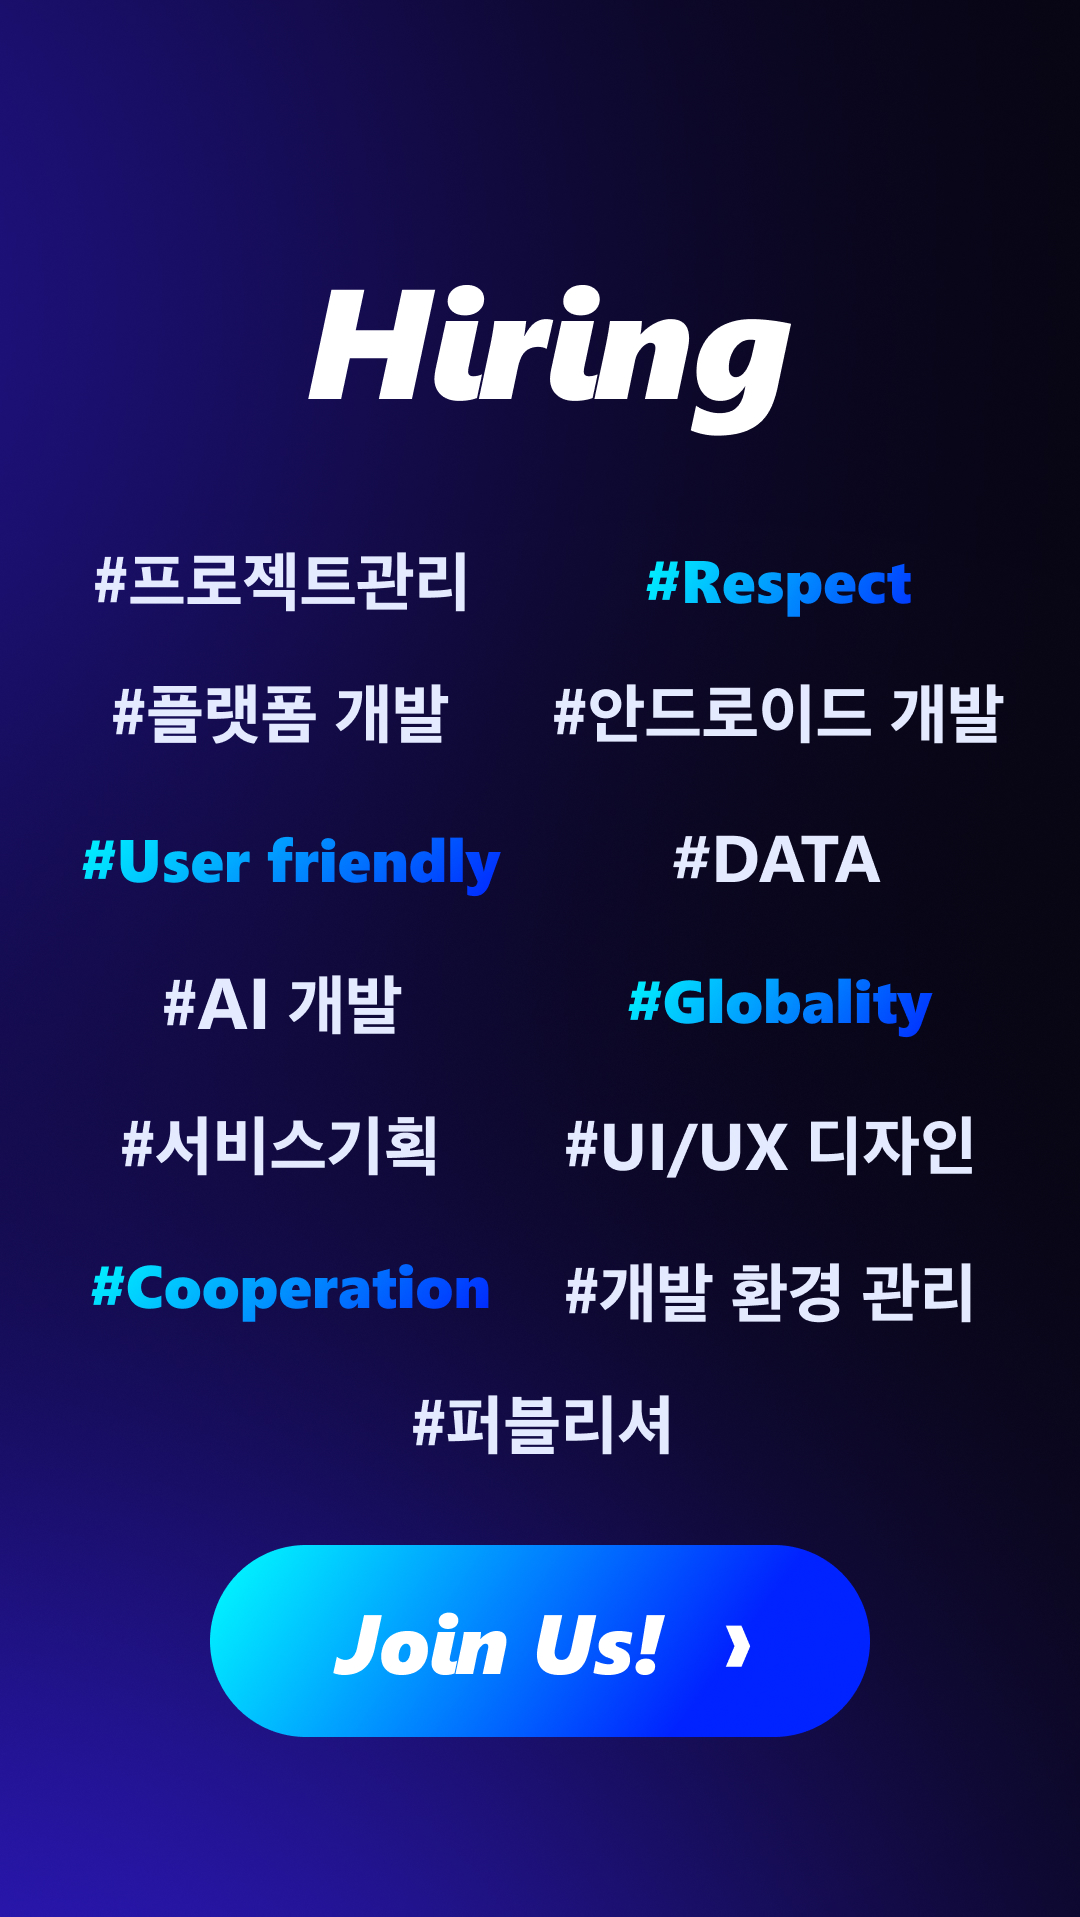 Hiring
#프로젝트관리 #Respect
#플랫폼 개발 #안드로이드 개발
#User friendly #DATA
#AI 개발 #Globality
#서비스기획 #UI/UX 디자인
#Cooperation #개발 환경 관리
#퍼블리셔
Join Us! ›